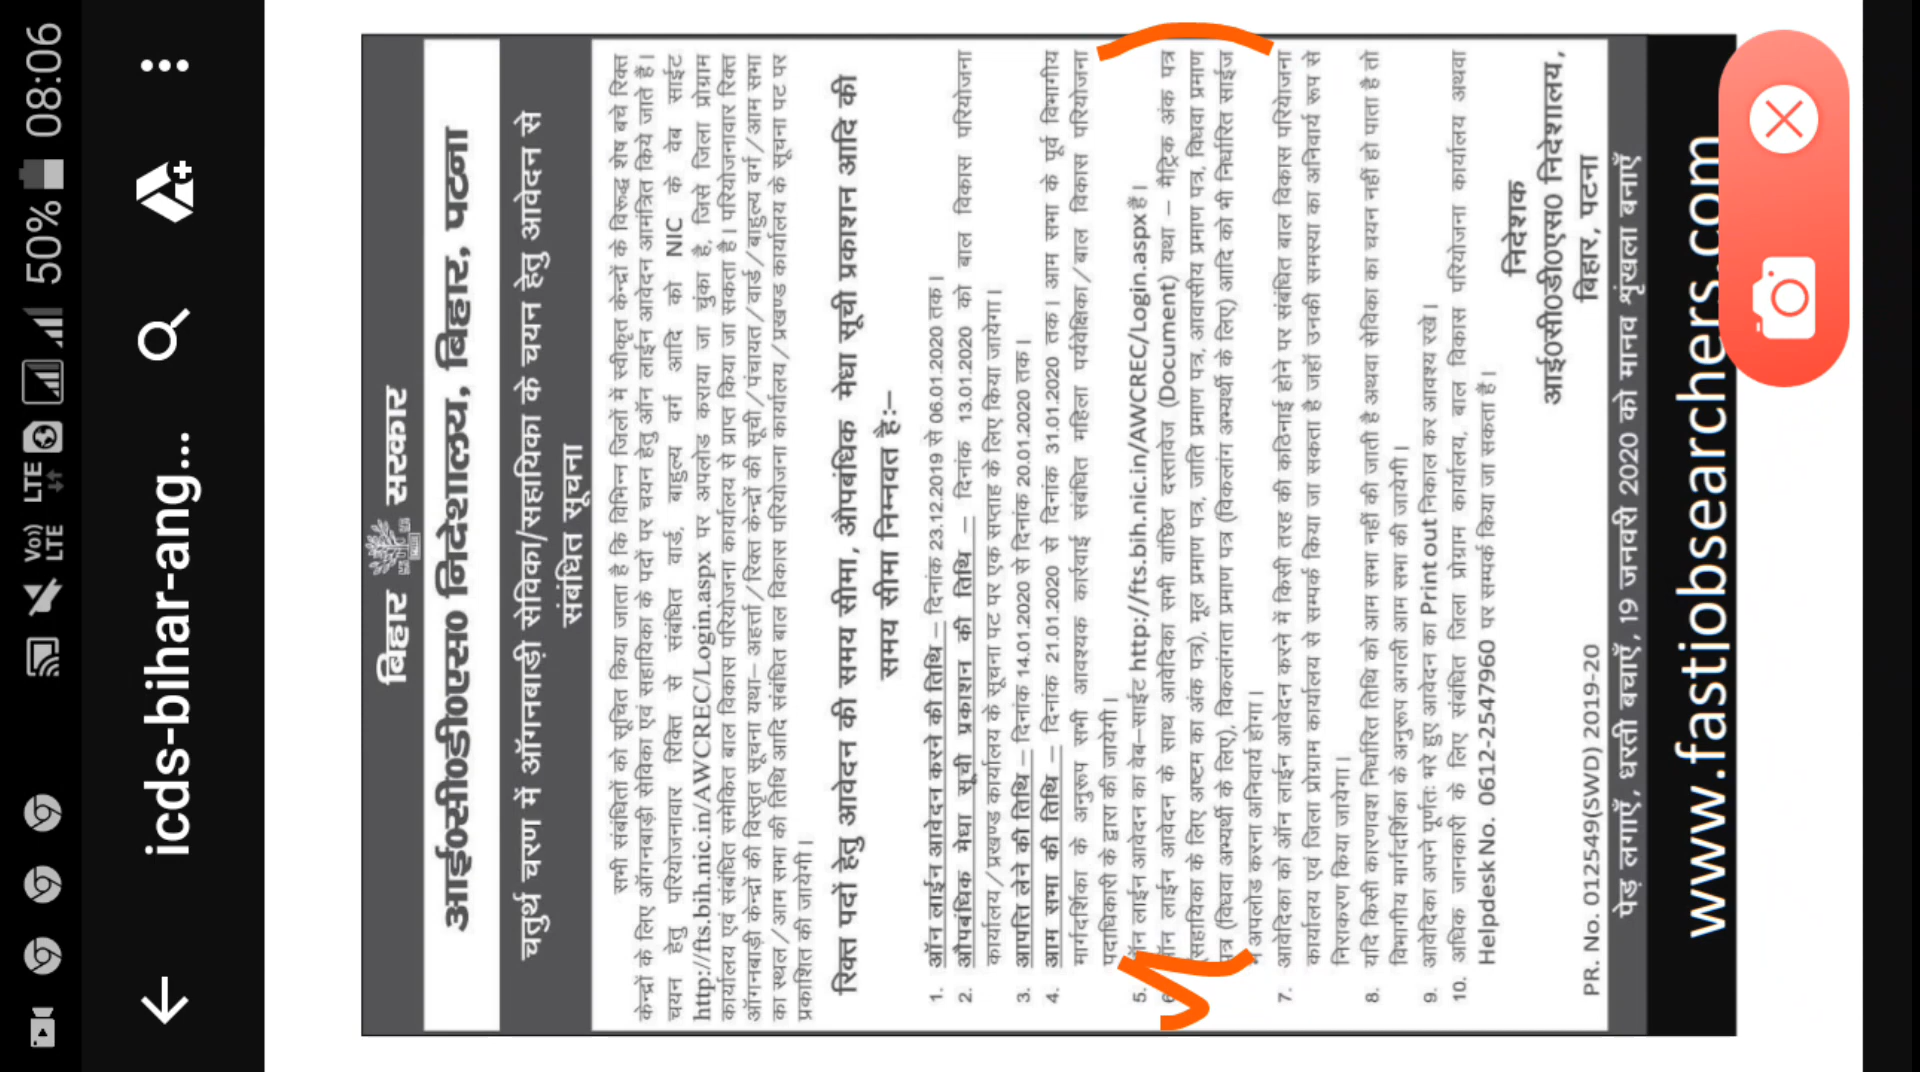 08:06
50%
LTE
Vo)) LTE
icds-bihar-ang...
बिहार सरकार
आई0सी0डी0एस0 निदेशालय, बिहार, पटना
चतुर्थ चरण में ऑगनबाड़ी सेविका/सहायिका के चयन हेतु आवेदन से
संबंधित सूचना
सभी संबंधितों को सूचित किया जाता है कि विभिन्न जिलों में स्वीकृत केन्द्रों के विरूद्ध शेष बचे रिक्त
केन्द्रों के लिए ऑगनबाड़ी सेविका एवं सहायिका के पदों पर चयन हेतु ऑन लाईन आवेदन आमंत्रित किये जाते हैं।
चयन हेतु परियोजनावार रिक्ति से संबंधित वार्ड, बाहुल्य वर्ग आदि को NIC के वेब साईट
http://fts.bih.nic.in/AWCREC/Login.aspx पर अपलोड कराया जा चुंका है, जिसे जिला प्रोग्राम
कार्यालय एवं संबंधित समेकित बाल विकास परियोजना कार्यालय से प्राप्त किया जा सकता है। परियोजनावार रिक्त
ऑगनबाड़ी केन्द्रों की विस्तृत सूचना यथा– अहर्त्ता/रिक्त केन्द्रों की सूची/पंचायत/वार्ड/बाहुल्य वर्ग/आम सभा
का स्थल/आम सभा की तिथि आदि संबंधित बाल विकास परियोजना कार्यालय/प्रखण्ड कार्यालय के सूचना पट पर
प्रकाशित की जायेगी।
रिक्त पदों हेतु आवेदन की समय सीमा, औपबंधिक मेधा सूची प्रकाशन आदि की
समय सीमा निम्नवत है:–
1. ऑन लाईन आवेदन करने की तिथि – दिनांक 23.12.2019 से 06.01.2020 तक।
2. औपबंधिक मेधा सूची प्रकाशन की तिथि – दिनांक 13.01.2020 को बाल विकास परियोजना
कार्यालय/प्रखण्ड कार्यालय के सूचना पट पर एक सप्ताह के लिए किया जायेगा।
3. आपत्ति लेने की तिथि – दिनांक 14.01.2020 से दिनांक 20.01.2020 तक।
4. आम सभा की तिथि – दिनांक 21.01.2020 से दिनांक 31.01.2020 तक। आम सभा के पूर्व विभागीय
मार्गदर्शिका के अनुरूप सभी आवश्यक कार्रवाई संबंधित महिला पर्यवेक्षिका/बाल विकास परियोजना
पदाधिकारी के द्वारा की जायेगी।
5. ऑन लाईन आवेदन का वेब–साईट http://fts.bih.nic.in/AWCREC/Login.aspx है।
6. ऑन लाईन आवेदन के साथ आवेदिका सभी वांछित दस्तावेज (Document) यथा – मैट्रिक अंक पत्र
(सहायिका के लिए अष्टम का अंक पत्र), मूल प्रमाण पत्र, जाति प्रमाण पत्र, आवासीय प्रमाण पत्र, विधवा प्रमाण
पत्र (विधवा अभ्यर्थी के लिए), विकलांगता प्रमाण पत्र (विकलांग अभ्यर्थी के लिए) आदि को भी निर्धारित साईज
अपलोड करना अनिवार्य होगा।
7. आवेदिका को ऑन लाईन आवेदन करने में किसी तरह की कठिनाई होने पर संबंधित बाल विकास परियोजना
कार्यालय एवं जिला प्रोग्राम कार्यालय से सम्पर्क किया जा सकता है जहाँ उनकी समस्या का अनिवार्य रूप से
निराकरण किया जायेगा।
8. यदि किसी कारणवश निर्धारित तिथि को आम सभा नहीं की जाती है अथवा सेविका का चयन नहीं हो पाता है तो
विभागीय मार्गदर्शिका के अनुरूप अगली आम सभा की जायेगी।
9. आवेदिका अपने पूर्णतः भरे हुए आवेदन का Print out निकाल कर आवश्य रखे।
10. अधिक जानकारी के लिए संबंधित जिला प्रोग्राम कार्यालय, बाल विकास परियोजना कार्यालय अथवा
Helpdesk No. 0612-2547960 पर सम्पर्क किया जा सकता है।
निदेशक
आई0सी0डी0एस0 निदेशालय,
बिहार, पटना
PR. No. 012549(SWD) 2019-20
पेड़ लगाएँ, धरती बचाएँ, 19 जनवरी 2020 को मानव श्रृंखला बनाएँ
www.fastjobsearchers.com